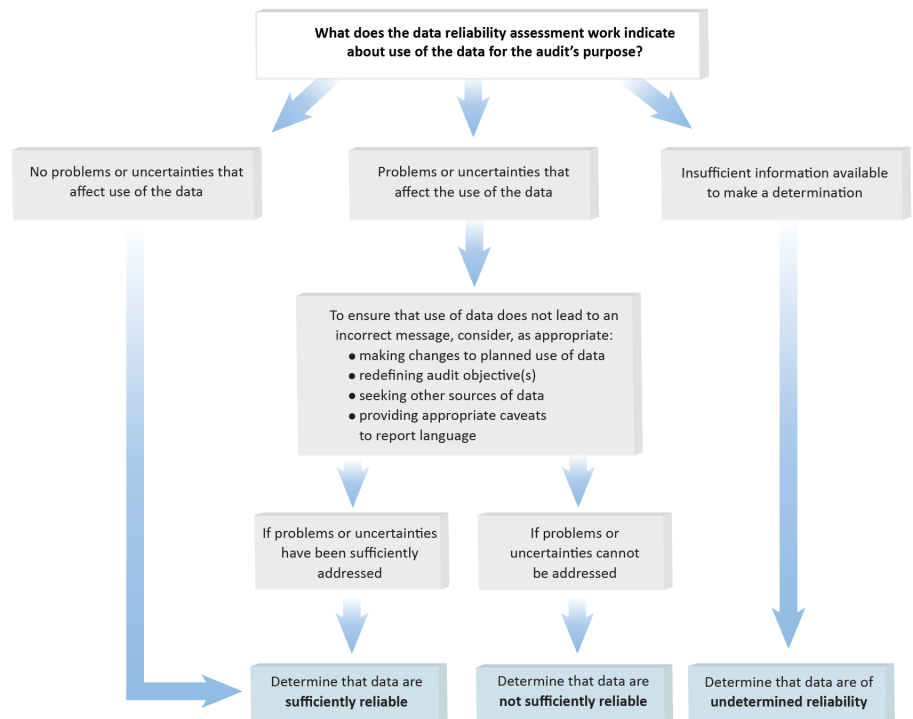 What does the data reliability assessment work indicate
about use of the data for the audit’s purpose?
No problems or uncertainties that
affect use of the data
Problems or uncertainties that
affect the use of the data
Insufficient information available
to make a determination
To ensure that use of data does not lead to an
incorrect message, consider, as appropriate:
● making changes to planned use of data
● redefining audit objective(s)
● seeking other sources of data
● providing appropriate caveats
to report language
If problems or uncertainties
have been sufficiently
addressed
If problems or
uncertainties cannot
be addressed
Determine that data are
sufficiently reliable
Determine that data are
not sufficiently reliable
Determine that data are of
undetermined reliability